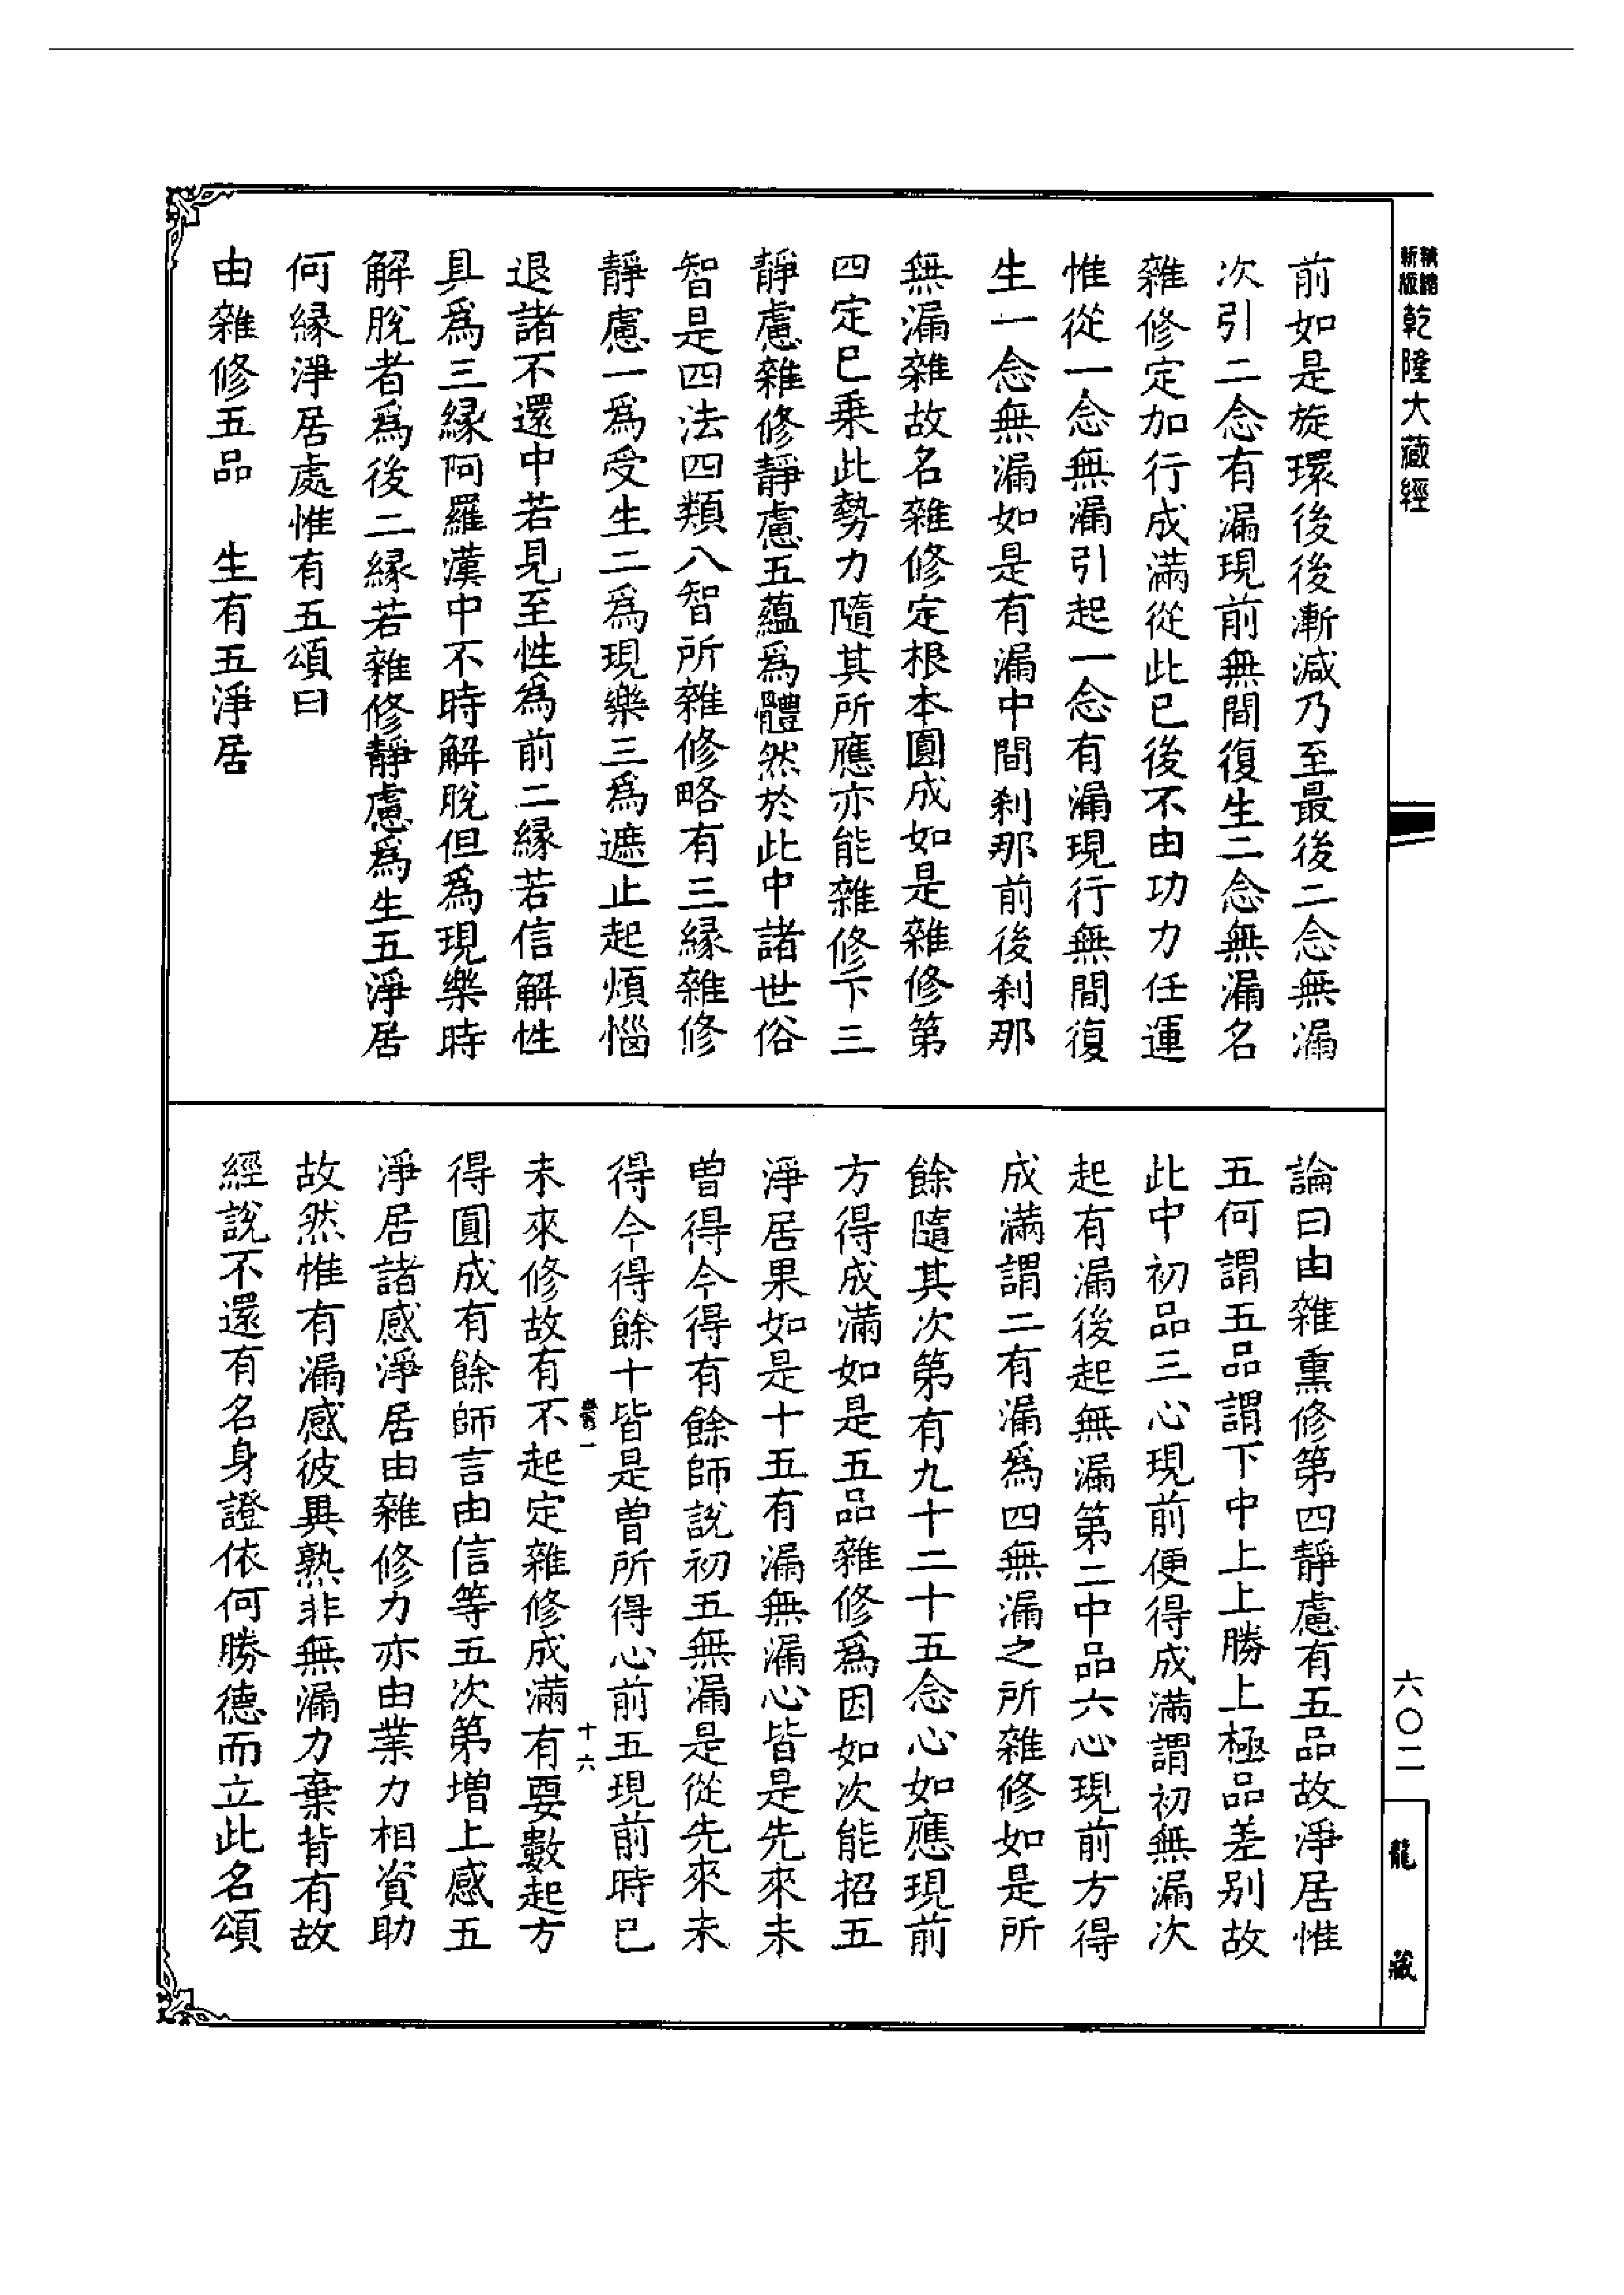 新版
乾隆大藏經
六〇二
龍藏
前如是旋環後後漸減乃至最後二念無漏
次引二念有漏現前無間復生二念無漏名
雜修定加行成滿從此已後不由功力任運
惟從一念無漏引起一念有漏現行無間復
生一念無漏如是有漏中間刹那前後刹那
無漏雜故名雜修定根本圓成如是雜修第
四定已乗此勢力隨其所應亦能雜修下三
靜慮雜修靜慮五蘊爲體然於此中諸世俗
智是四法四類八智所雜修略有三緣雜修
靜慮一爲受生二爲現樂三爲遮止起煩惱
退諸不還中若見至性爲前二緣若信解性
具爲三緣阿羅漢中不時解脫但爲現樂時
解脫者爲後二緣若雜修靜慮爲生五淨居
何緣淨居處惟有五頌曰
由雜修五品　生有五淨居
論曰由雜熏修第四靜慮有五品故淨居惟
五何謂五品謂下中上上勝上極品差别故
此中初品三心現前便得成滿謂初無漏次
起有漏後起無漏第二中品六心現前方得
成滿謂二有漏爲四無漏之所雜修如是所
餘隨其次第有九十二十五念心如應現前
方得成滿如是五品雜修爲因如次能招五
淨居果如是十五有漏無漏心皆是先來未
曾得今得有餘師說初五無漏是從先來未
得今得餘十皆是曾所得心前五現前時已
十六
未來修故有不起定雜修成滿有要數起方
得圓成有餘師言由信等五次第增上感五
淨居諸感淨居由雜修力亦由業力相資助
故然惟有漏感彼異熟非無漏力棄背有故
經說不還有名身證依何勝德而立此名頌